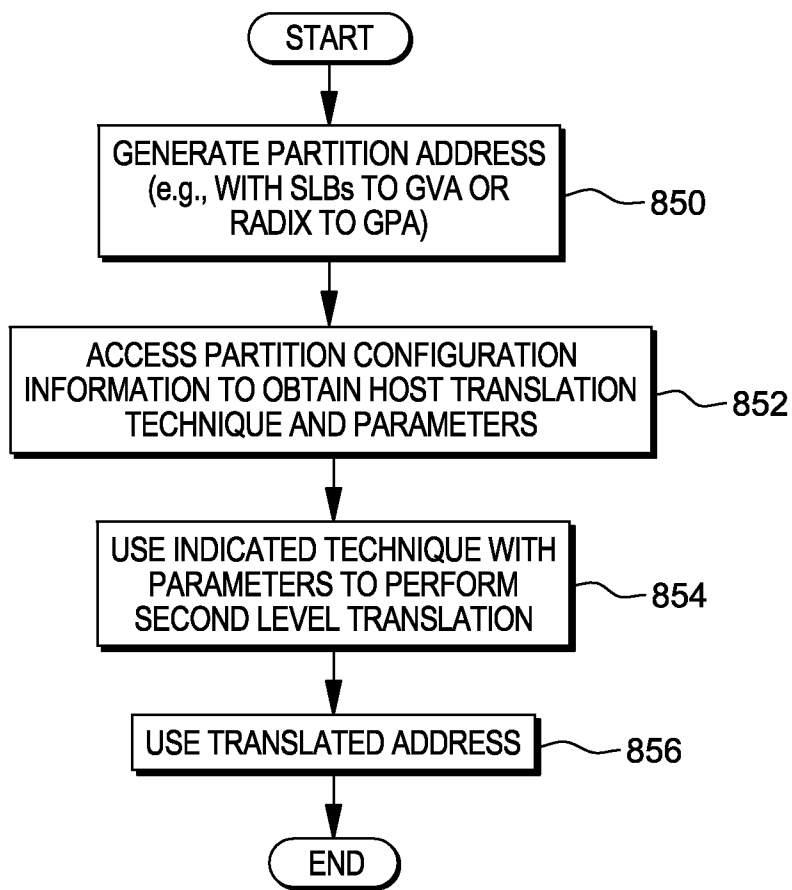 START
GENERATE PARTITION ADDRESS
(e.g., WITH SLBs TO GVA OR
RADIX TO GPA)
850
ACCESS PARTITION CONFIGURATION
INFORMATION TO OBTAIN HOST TRANSLATION
TECHNIQUE AND PARAMETERS
852
USE INDICATED TECHNIQUE WITH
PARAMETERS TO PERFORM
SECOND LEVEL TRANSLATION
854
USE TRANSLATED ADDRESS
856
END